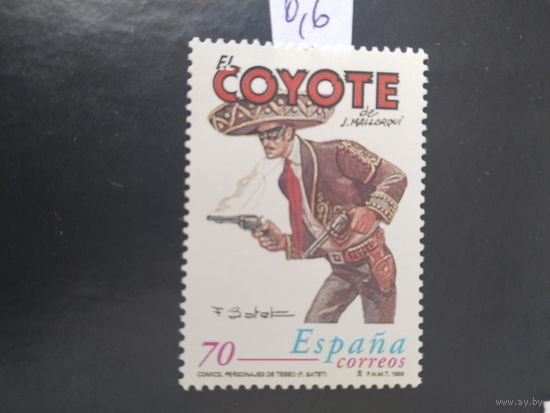 0,6
El
COYOTE
de
J. MALLORQUÍ
F Batet
70 España
correos
COMICS. PERSONAJES DE TEBEO (F. BATET) F.N.M.T. 1996
www.ay.by